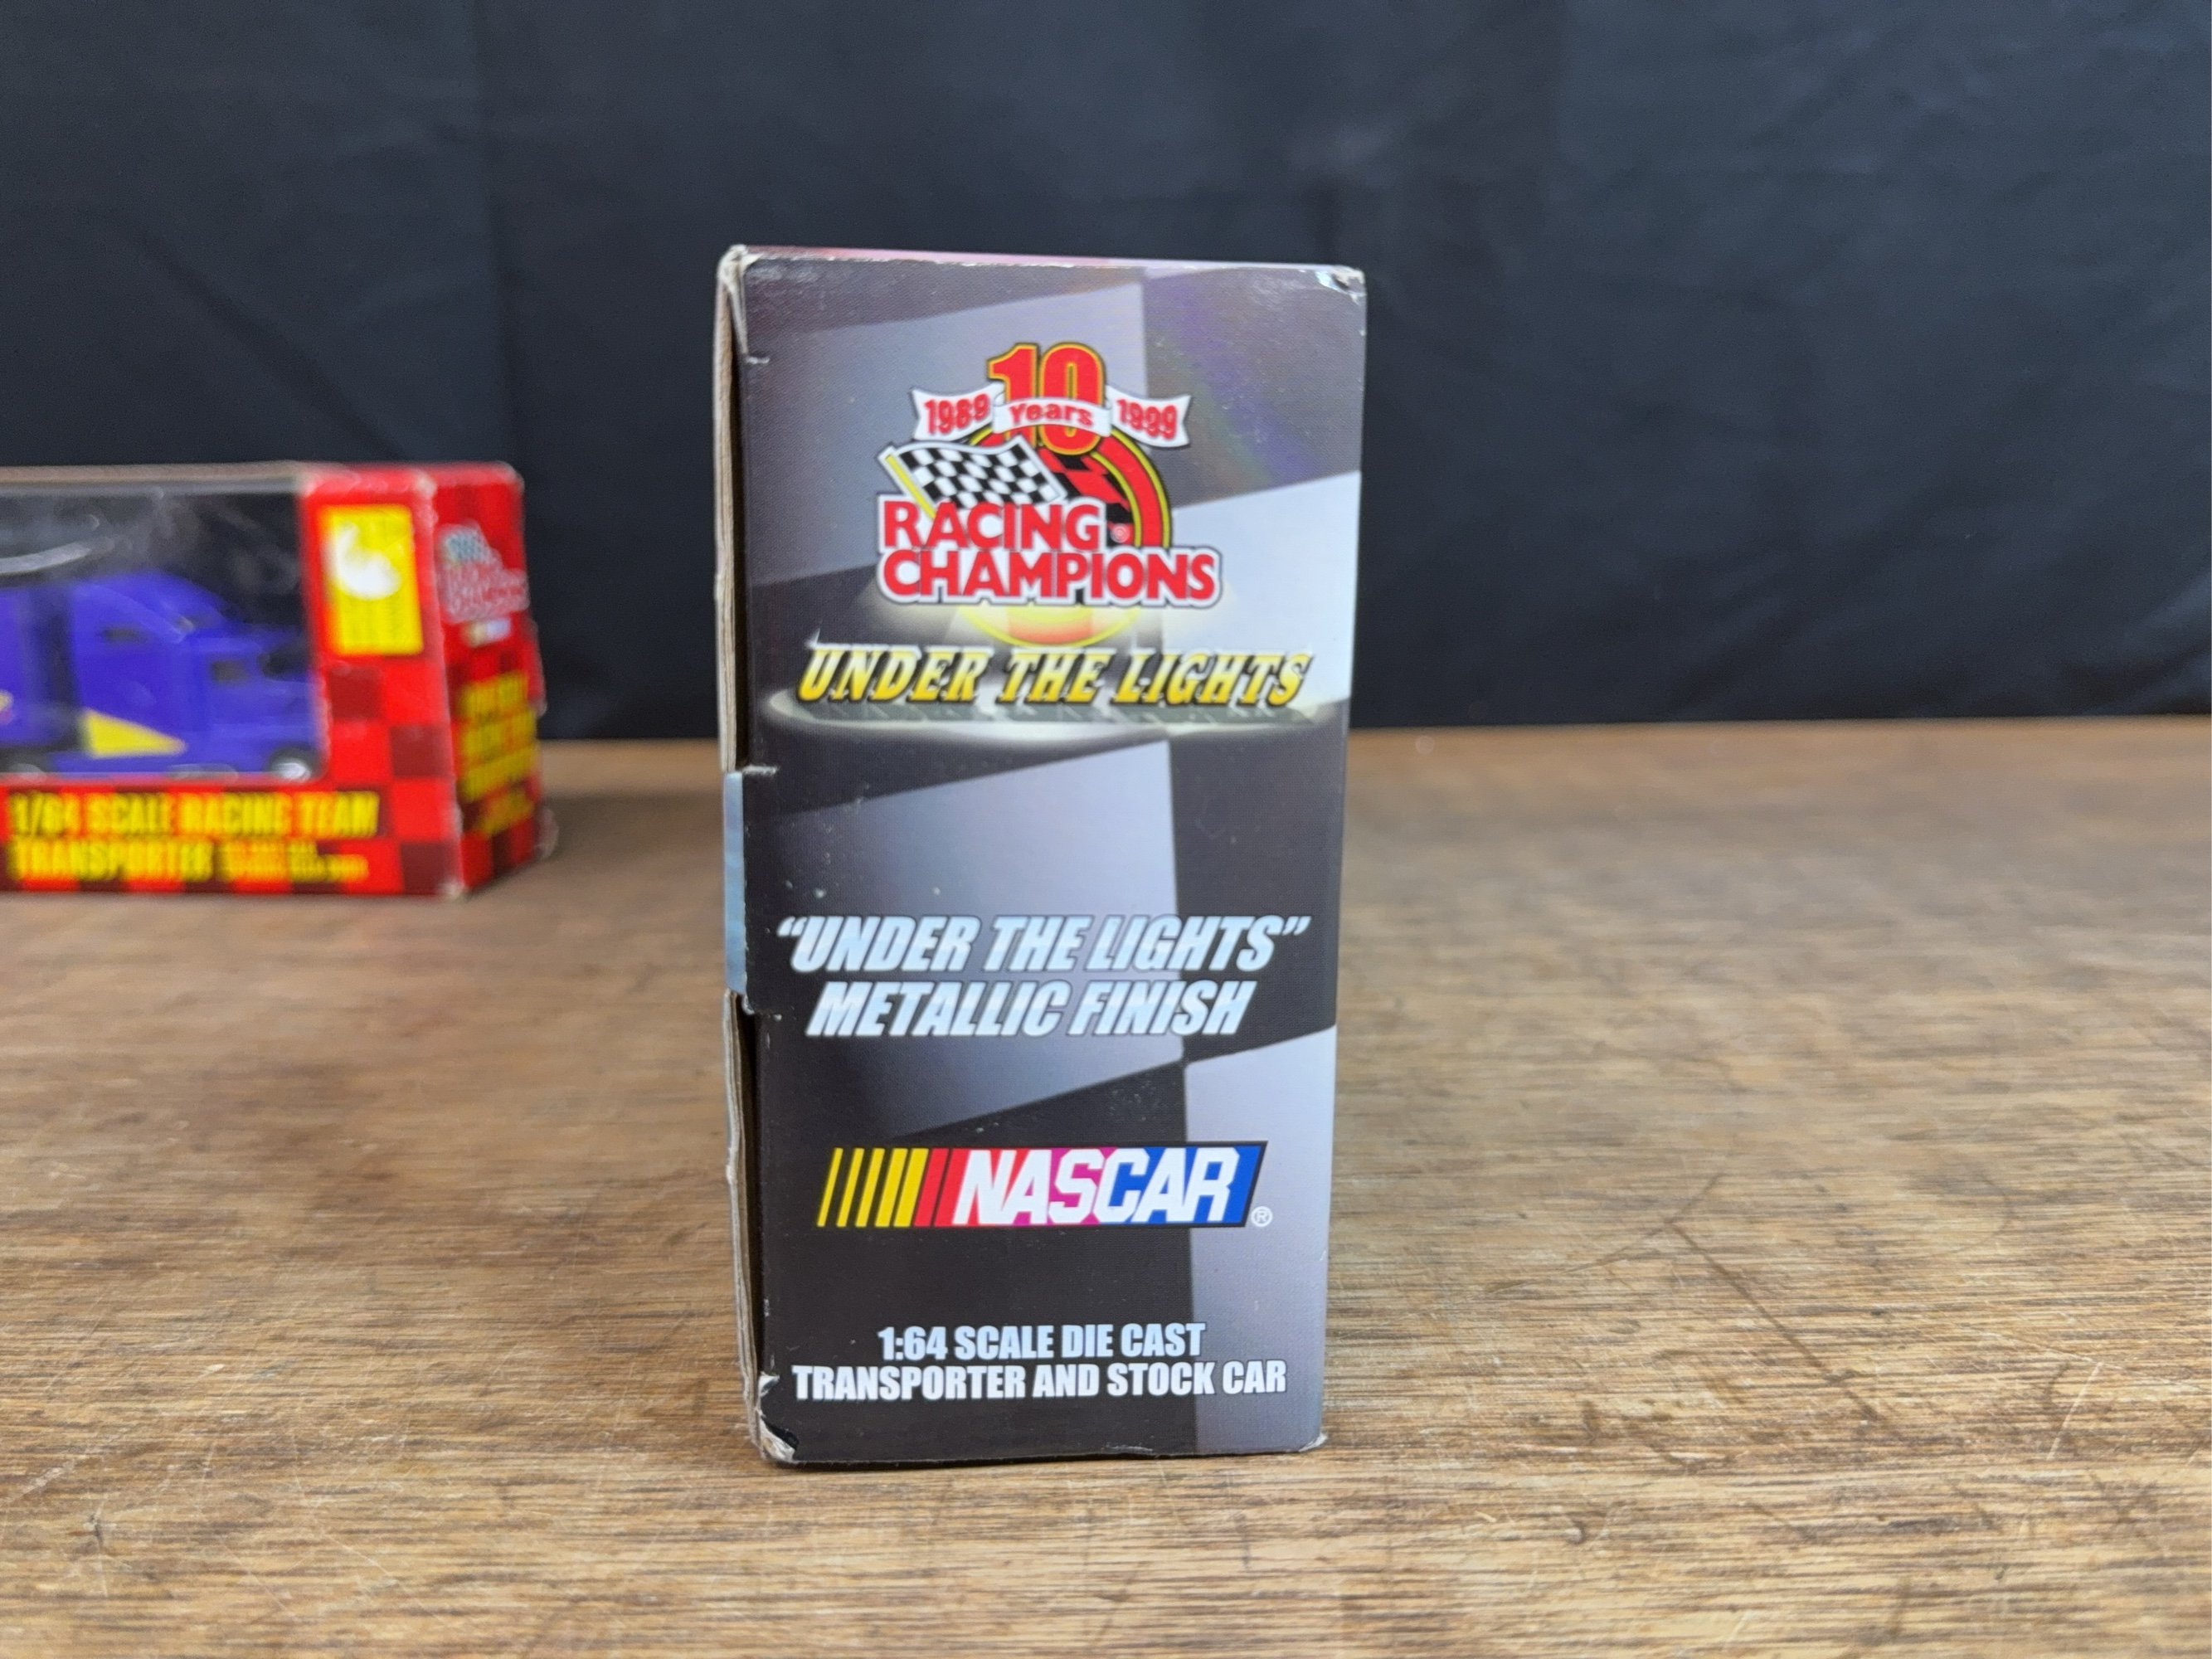 10
1989 Years 1999
RACING
CHAMPIONS
UNDER THE LIGHTS
“UNDER THE LIGHTS”
METALLIC FINISH
NASCAR®
1:64 SCALE DIE CAST
TRANSPORTER AND STOCK CAR
1/64 SCALE RACING TEAM
TRANSPORTER